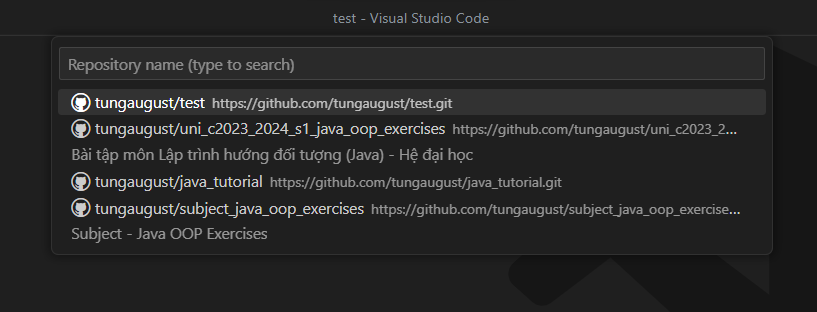 test - Visual Studio Code
Repository name (type to search)
tungaugust/test https://github.com/tungaugust/test.git
tungaugust/uni_c2023_2024_s1_java_oop_exercises https://github.com/tungaugust/uni_c2023_2...
Bài tập môn Lập trình hướng đối tượng (Java) - Hệ đại học
tungaugust/java_tutorial https://github.com/tungaugust/java_tutorial.git
tungaugust/subject_java_oop_exercises https://github.com/tungaugust/subject_java_oop_exercise...
Subject - Java OOP Exercises